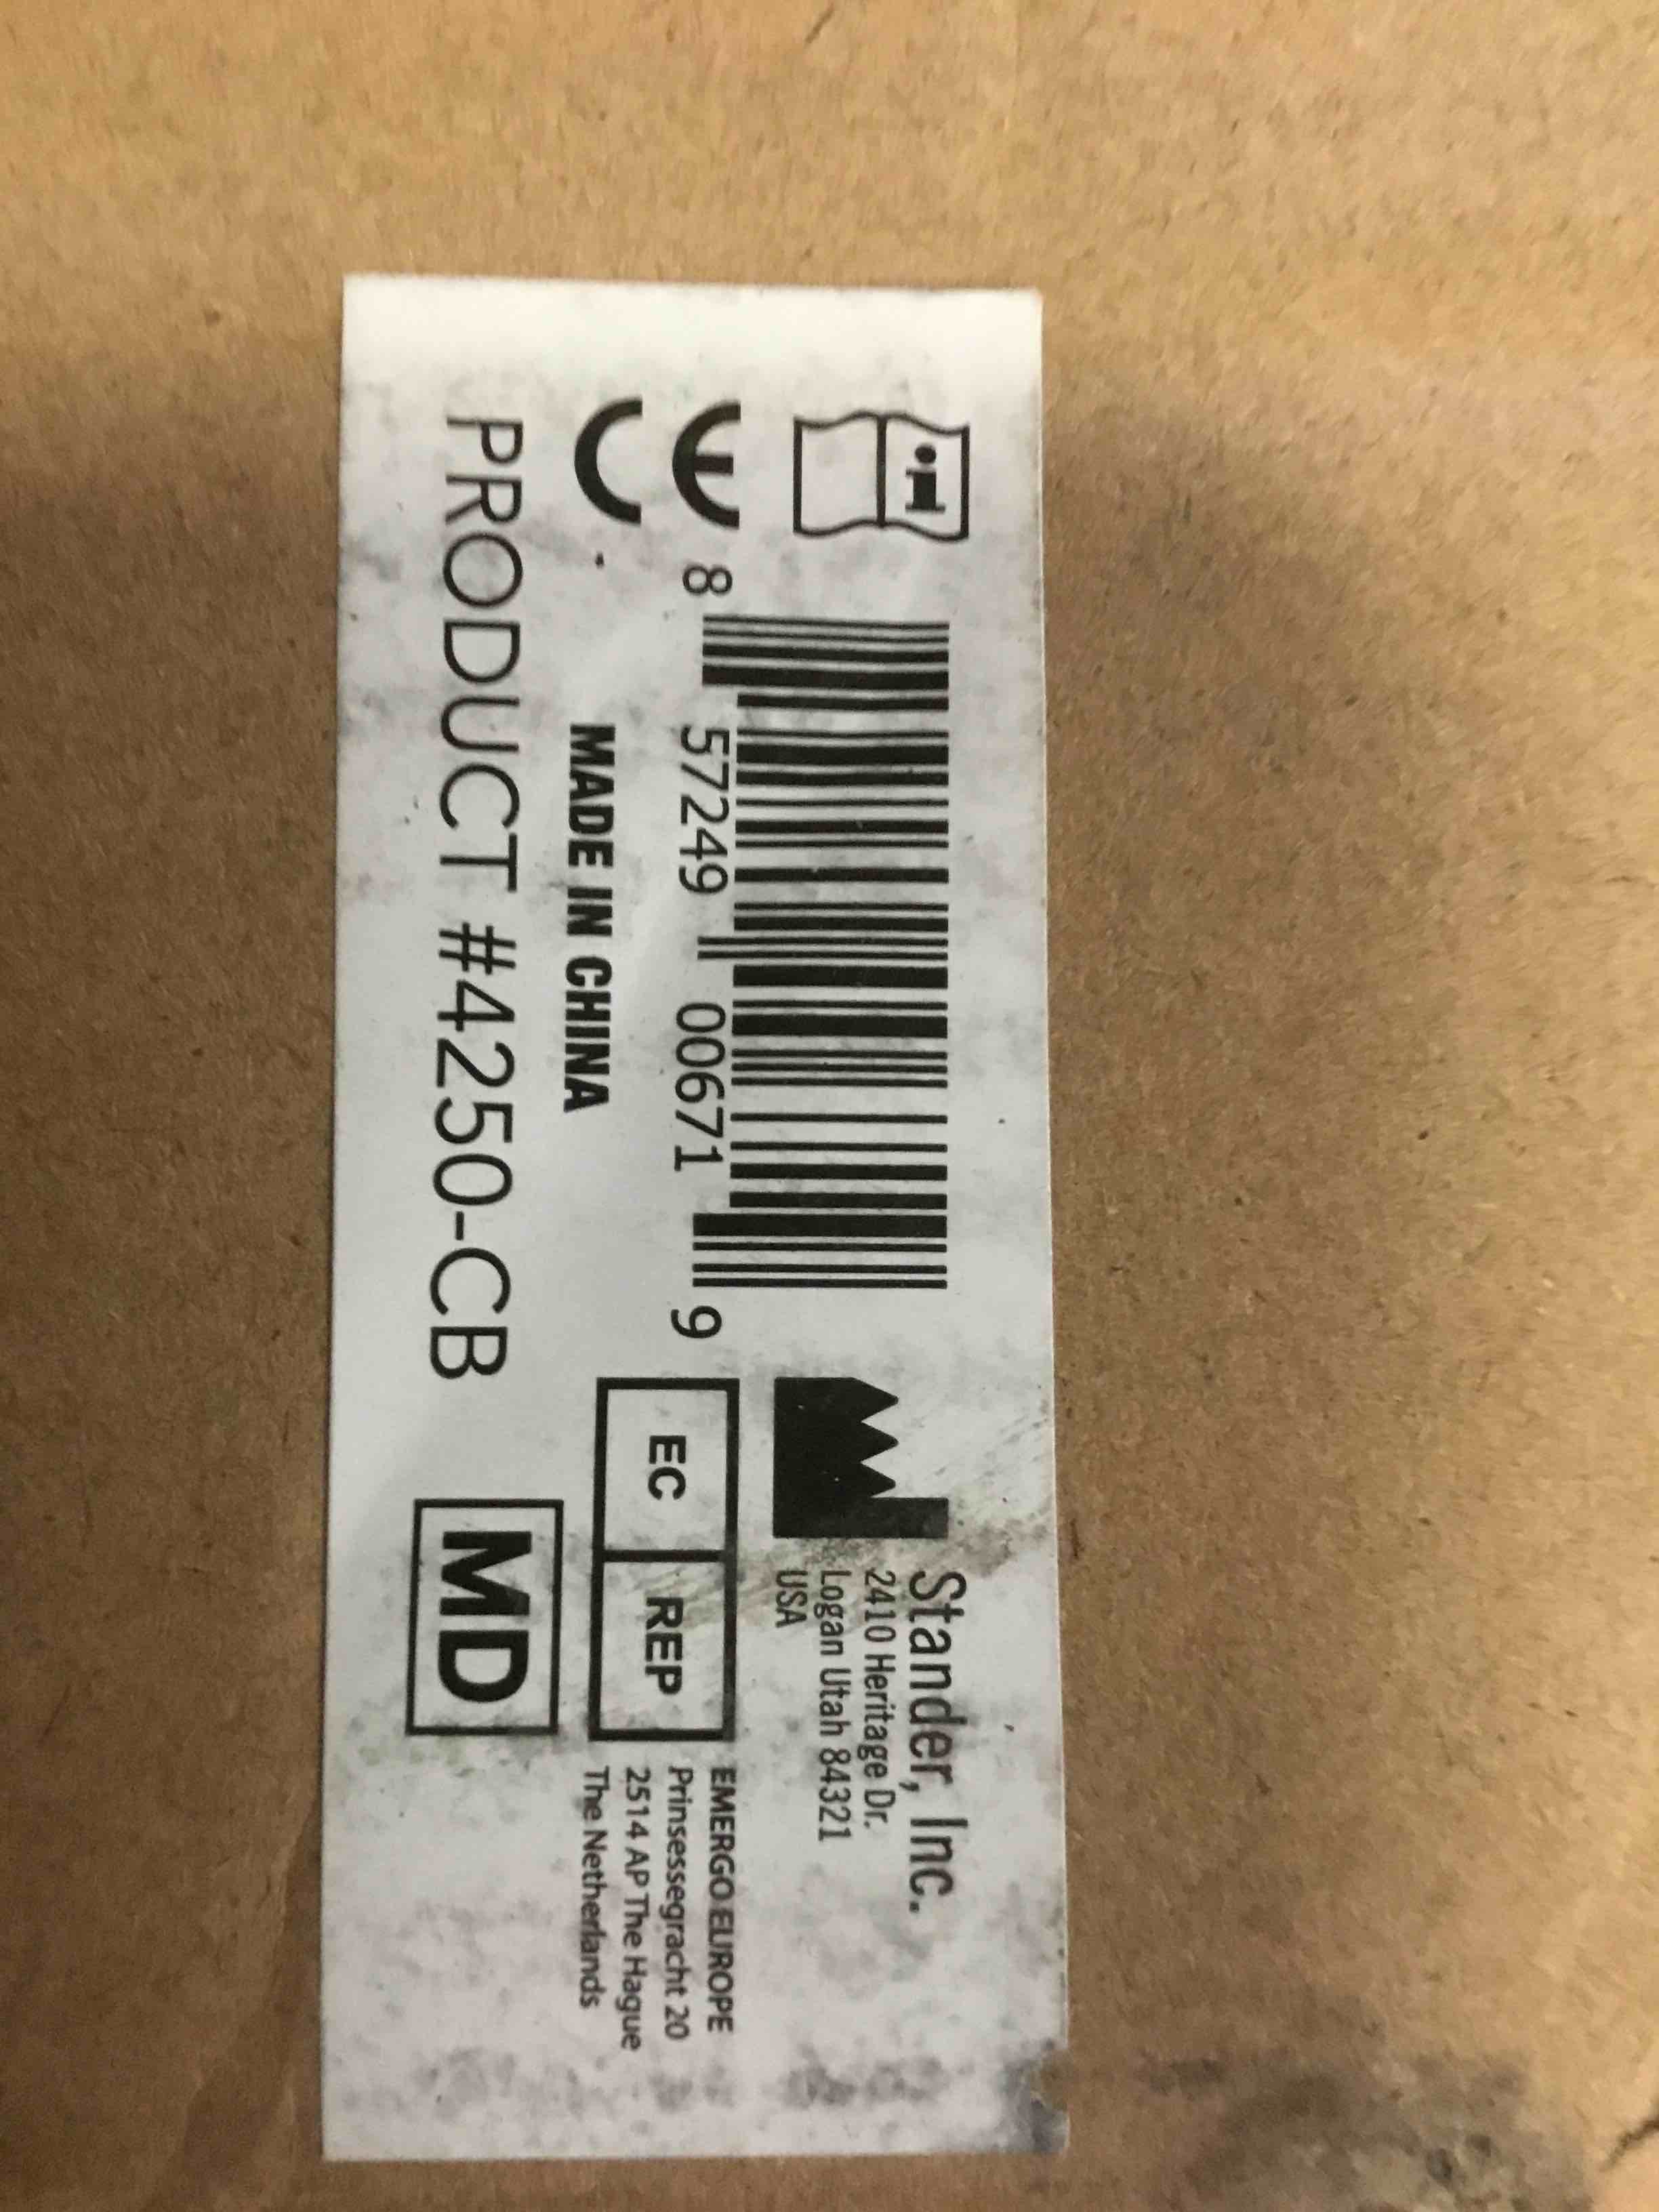 Stander, Inc.
2410 Heritage Dr.
Logan Utah 84321
USA
8 57249 00671 9
CE
MADE IN CHINA
EC REP
EMERGO EUROPE
Prinsessegracht 20
2514 AP The Hague
The Netherlands
PRODUCT #4250-CB
MD